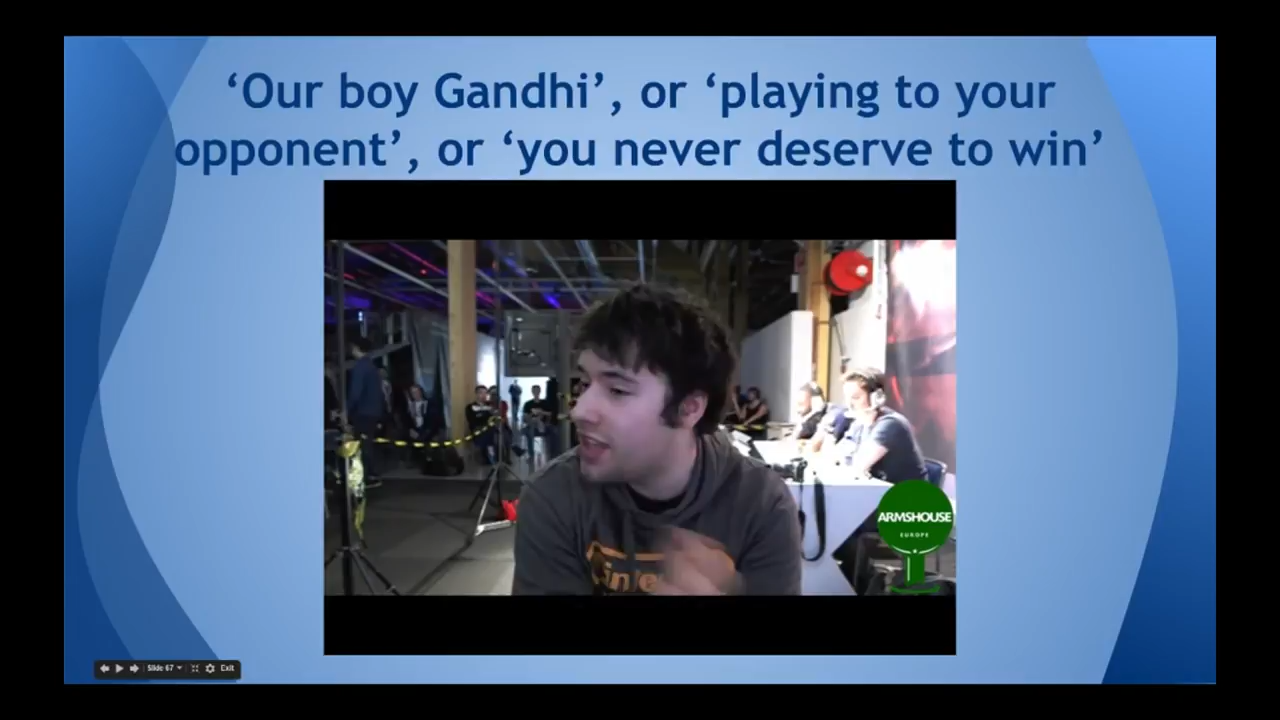 ‘Our boy Gandhi’, or ‘playing to your
opponent’, or ‘you never deserve to win’
ARMSHOUSE
EUROPE
Slide 67
Exit